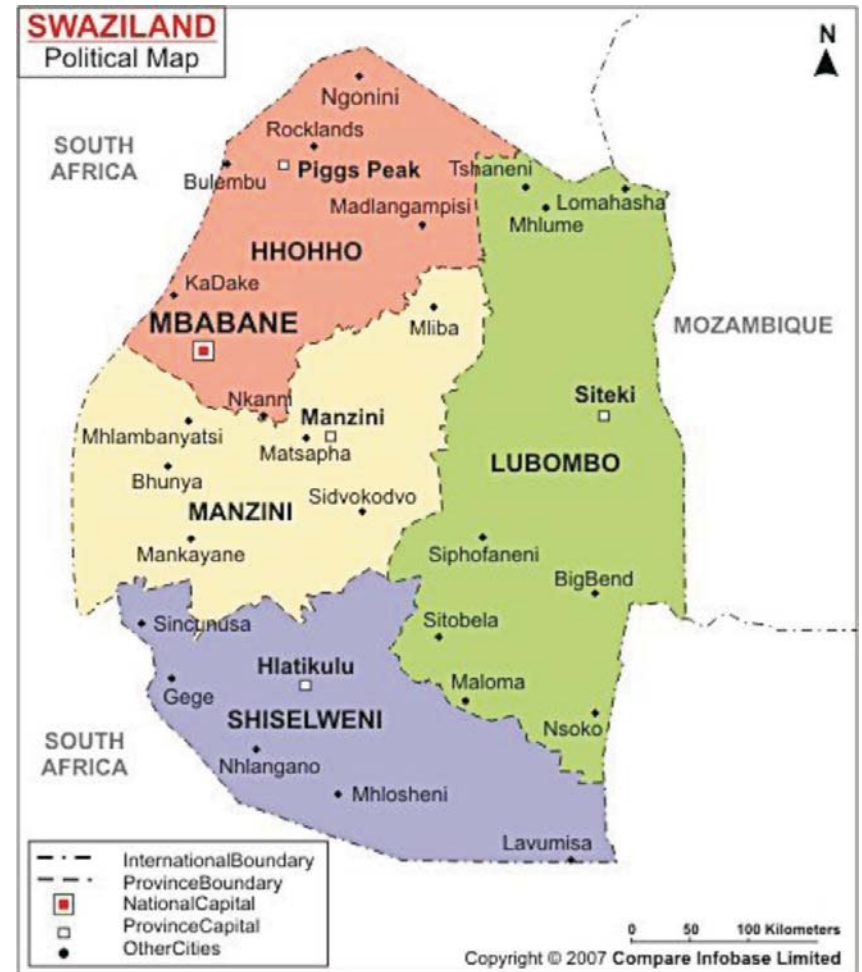 SWAZILAND
Political Map
N
Ngonini
SOUTH
AFRICA
Rocklands
Bulembu
Piggs Peak
Tshaneni
Lomahasha
Mhlume
Madlangampisi
HHOHHO
KaDake
MBABANE
Mliba
MOZAMBIQUE
Nkanm
Manzini
Siteki
Mhlambanyatsi
Matsapha
LUBOMBO
Bhunya
Sidvokodvo
MANZINI
Mankayane
Siphofaneni
BigBend
Sincunusa
Sitobela
Hlatikulu
Gege
Maloma
SHISELWENI
Nsoko
SOUTH
AFRICA
Nhlangano
Mhlosheni
Lavumisa
InternationalBoundary
ProvinceBoundary
NationalCapital
ProvinceCapital
OtherCities
0 50 100 Kilometers
Copyright © 2007 Compare Infobase Limited